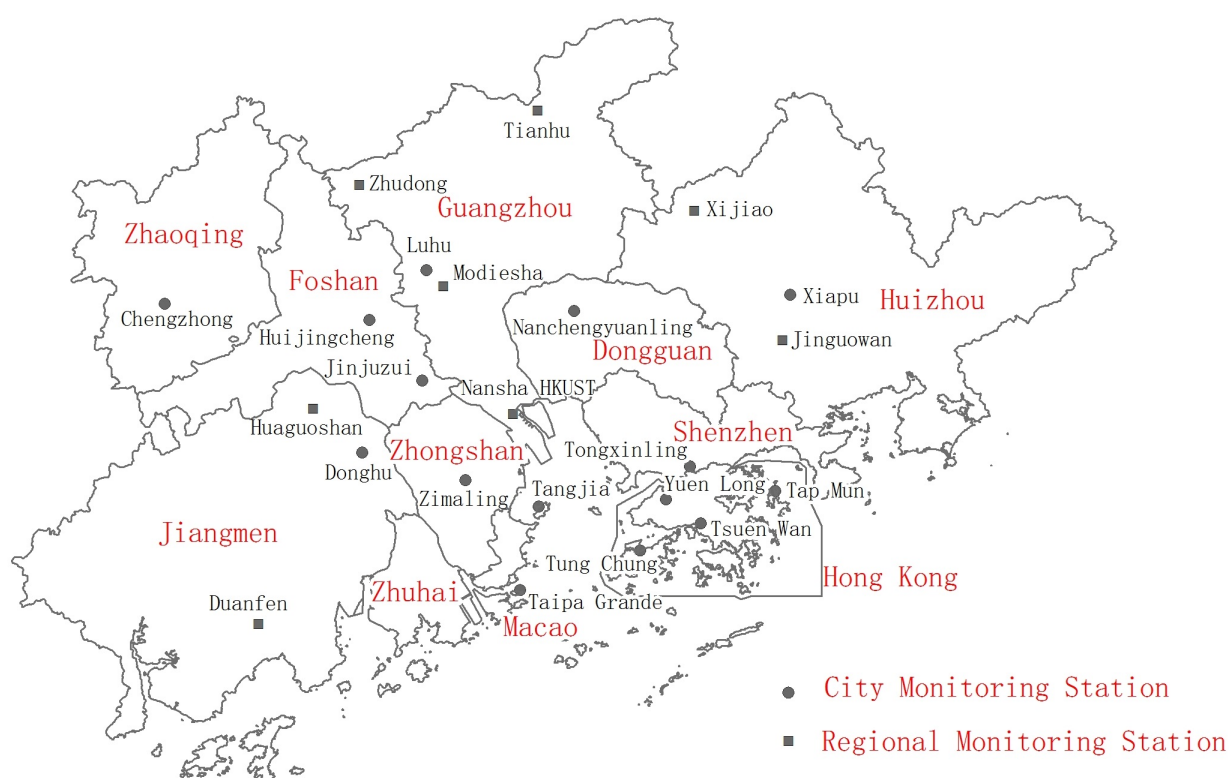 Tianhu
Zhudong
Guangzhou
Xijiao
Zhaoqing
Luhu
Modiesha
Foshan
Xiapu
Huizhou
Chengzhong
Huijingcheng
Nanchengyuanling
Dongguan
Jinguowan
Jinjuzui
Nansha HKUST
Huaguoshan
Shenzhen
Donghu
Zhongshan
Tongxinling
Zimaling
Tangjia
Yuen Long
Tap Mun
Jiangmen
Tsuen Wan
Tung Chung
Hong Kong
Zhuhai
Duanfen
Taipa Grande
Macao
City Monitoring Station
Regional Monitoring Station